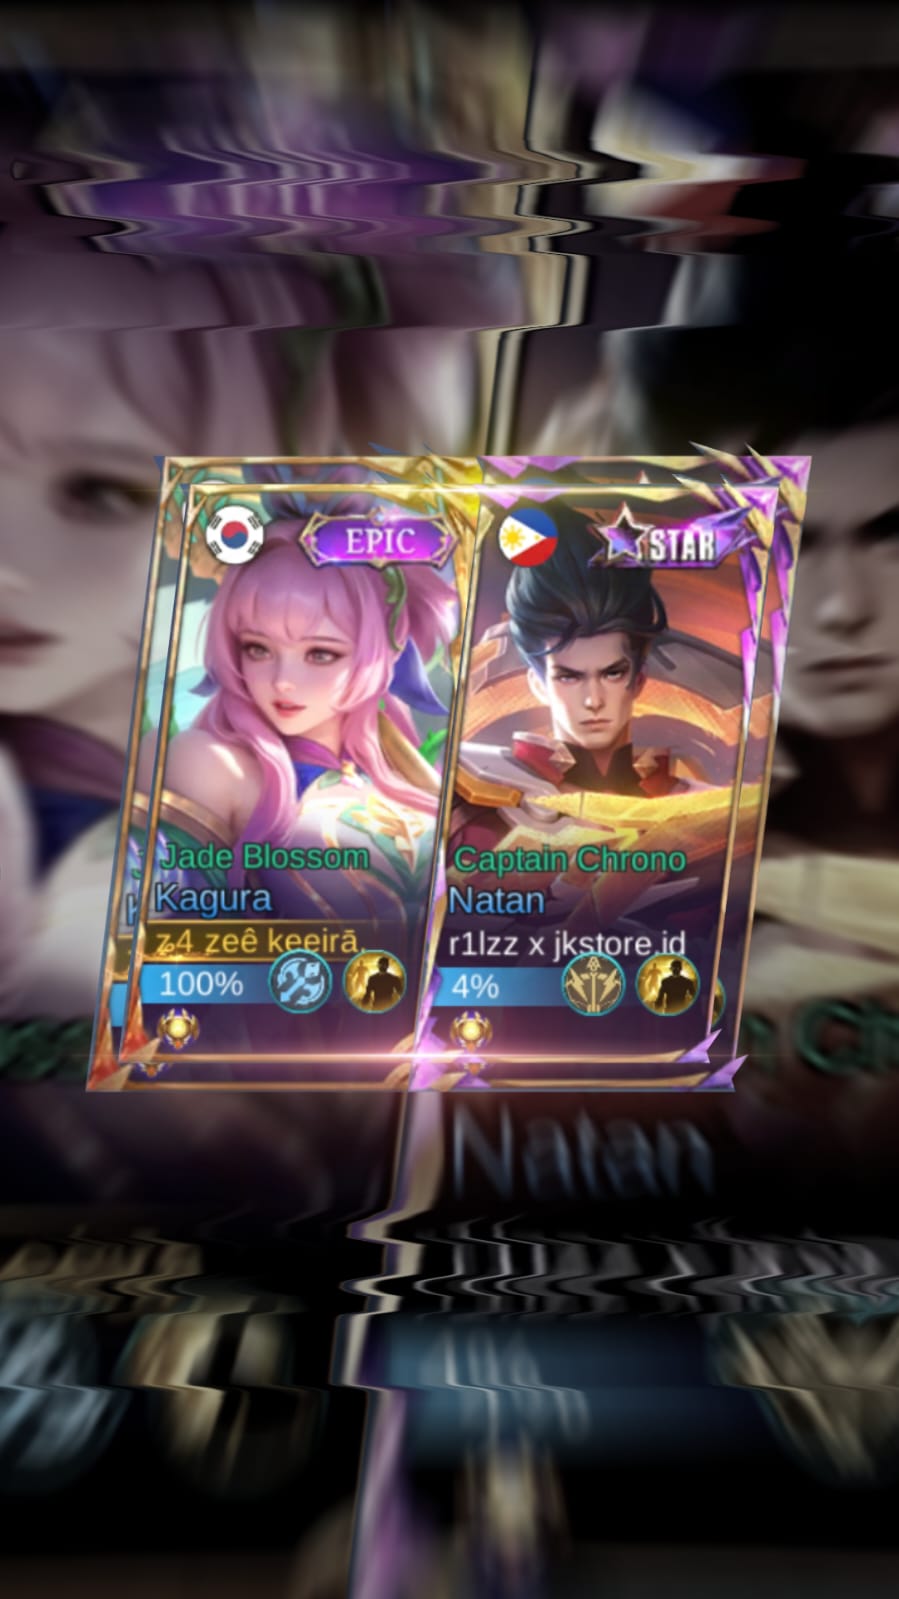 EPIC
STAR
Jade Blossom
Kagura
z4 zeê keeirā.
100%
Captain Chrono
Natan
r1lzz x jkstore.id
4%
Natan